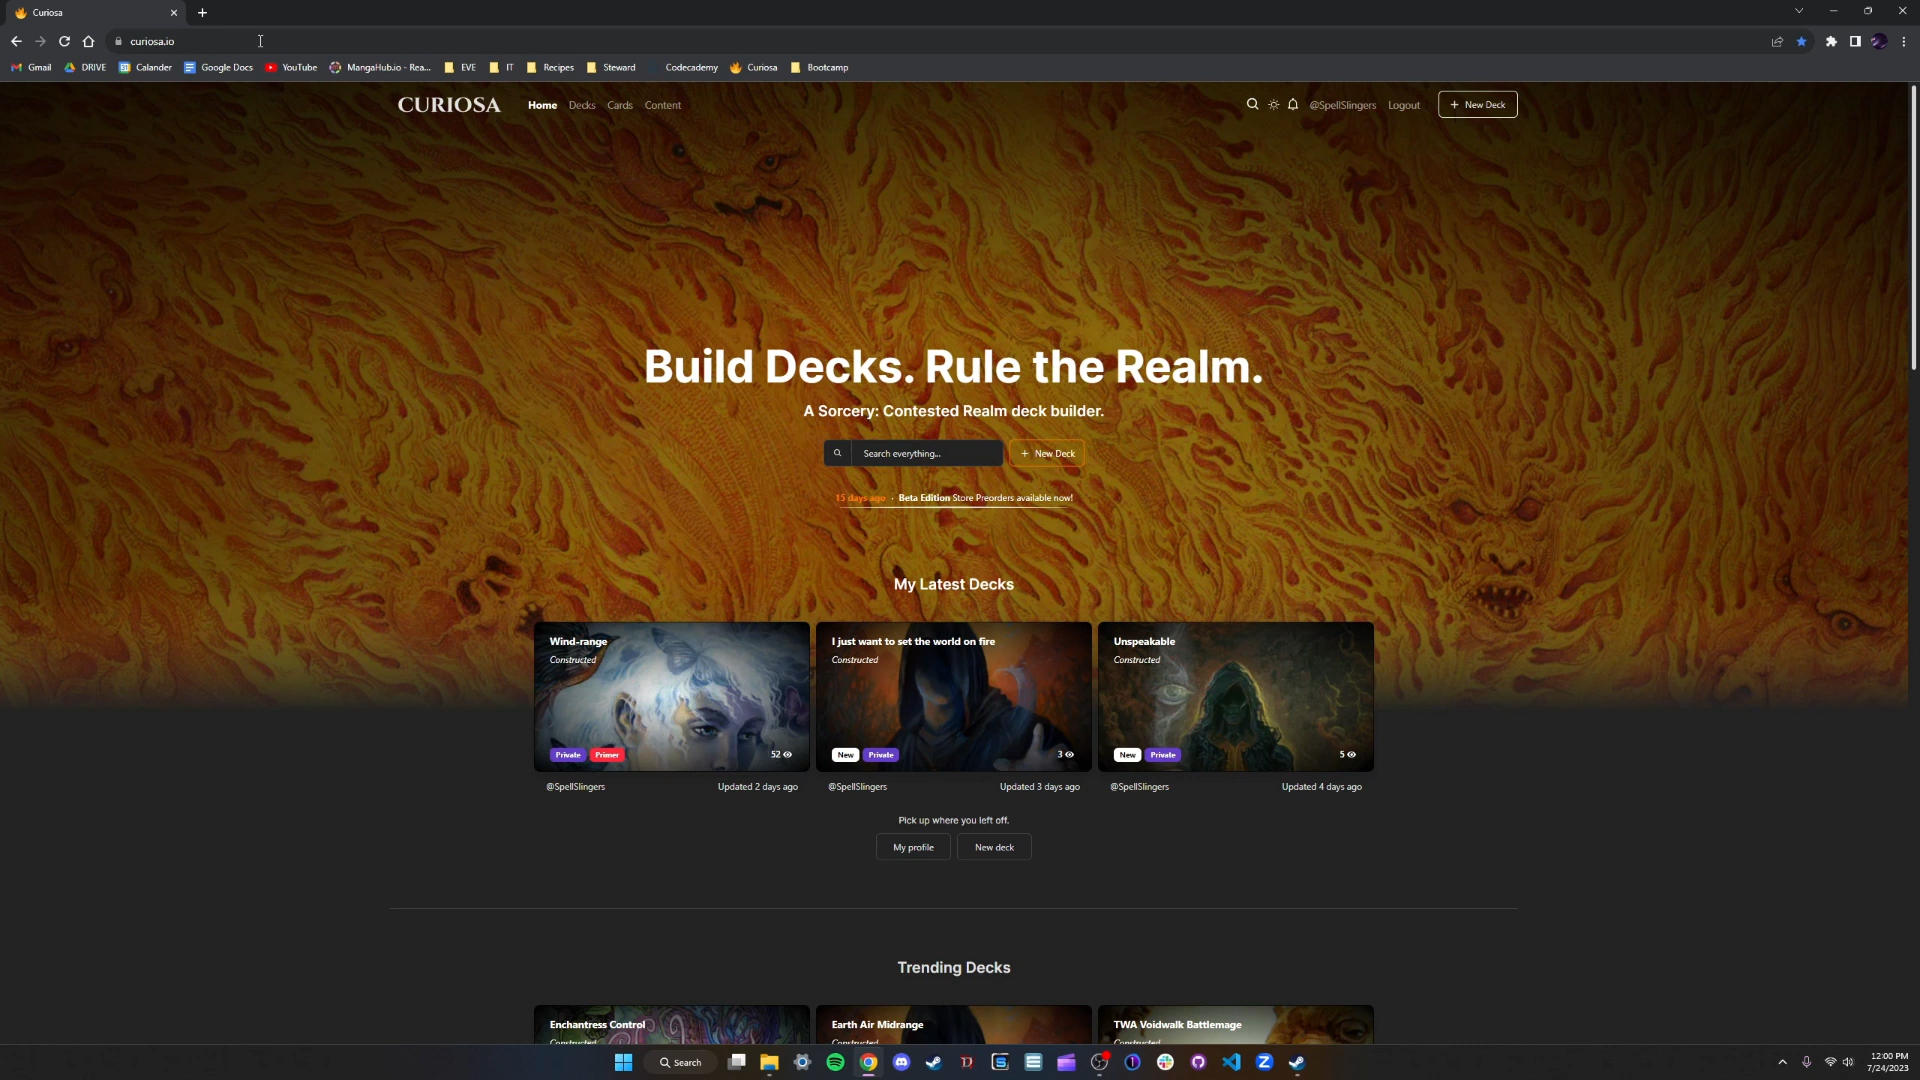 Curiosa
curiosa.io
Gmail DRIVE Calander Google Docs YouTube MangaHub.io - Rea... EVE IT Recipes Steward Codecademy Curiosa Bootcamp
CURIOSA Home Decks Cards Content @SpellSlingers Logout + New Deck
Build Decks. Rule the Realm.
A Sorcery: Contested Realm deck builder.
Search everything... + New Deck
15 days ago · Beta Edition Store Preorders available now!
My Latest Decks
Wind-range
Constructed
Private Primer 52
@SpellSlingers Updated 2 days ago
I just want to set the world on fire
Constructed
New Private 3
@SpellSlingers Updated 3 days ago
Unspeakable
Constructed
New Private 5
@SpellSlingers Updated 4 days ago
Pick up where you left off.
My profile New deck
Trending Decks
Enchantress Control
Constructed
Earth Air Midrange
Constructed
TWA Voidwalk Battlemage
Constructed
Search
12:00 PM
7/24/2023